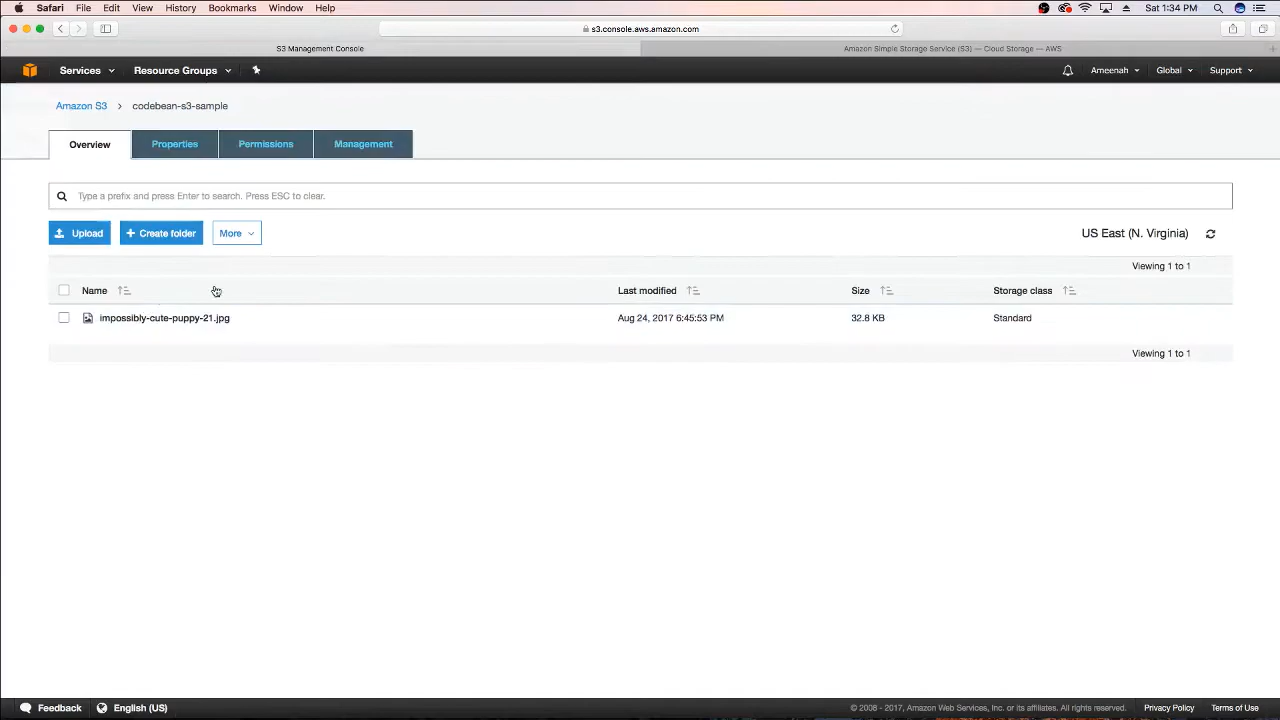 Safari File Edit View History Bookmarks Window Help Sat 1:34 PM
s3.console.aws.amazon.com
S3 Management Console Amazon Simple Storage Service (S3) — Cloud Storage — AWS
Services Resource Groups Ameenah Global Support
Amazon S3 > codebean-s3-sample
Overview Properties Permissions Management
Type a prefix and press Enter to search. Press ESC to clear.
Upload + Create folder More US East (N. Virginia)
Viewing 1 to 1
Name Last modified Size Storage class
impossibly-cute-puppy-21.jpg Aug 24, 2017 6:45:53 PM 32.8 KB Standard
Viewing 1 to 1
Feedback English (US) © 2008 - 2017, Amazon Web Services, Inc. or its affiliates. All rights reserved. Privacy Policy Terms of Use